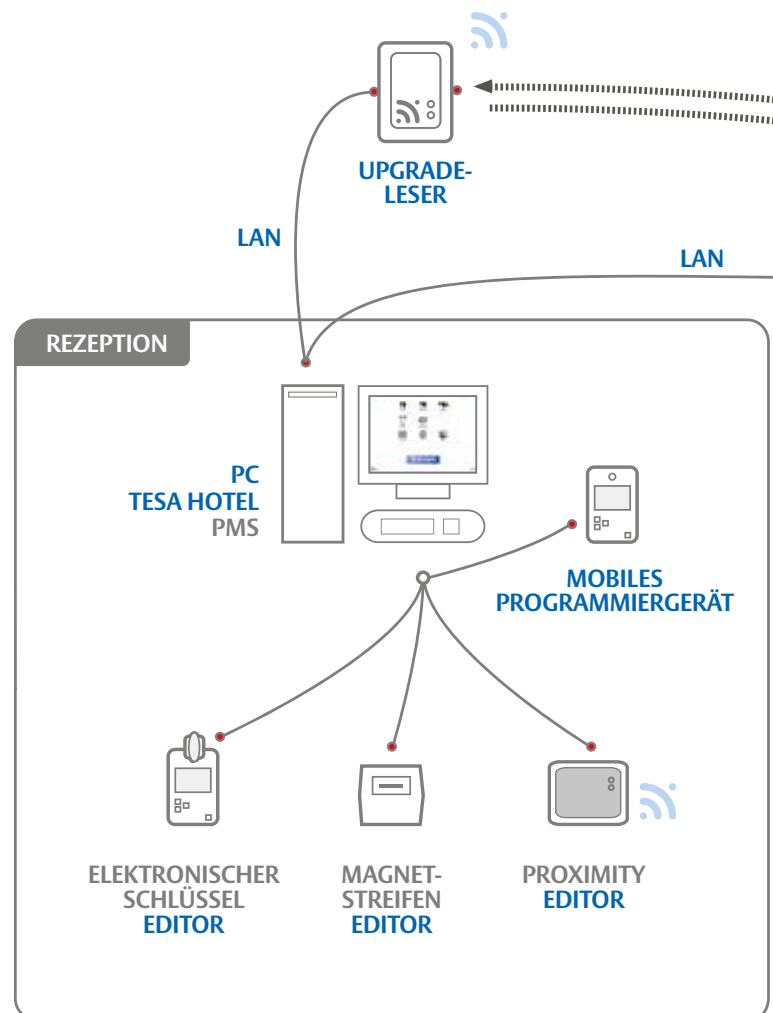 UPGRADE-
LESER
LAN
LAN
REZEPTION
PC
TESA HOTEL
PMS
MOBILES
PROGRAMMIERGERÄT
ELEKTRONISCHER
SCHLÜSSEL
EDITOR
MAGNET-
STREIFEN
EDITOR
PROXIMITY
EDITOR